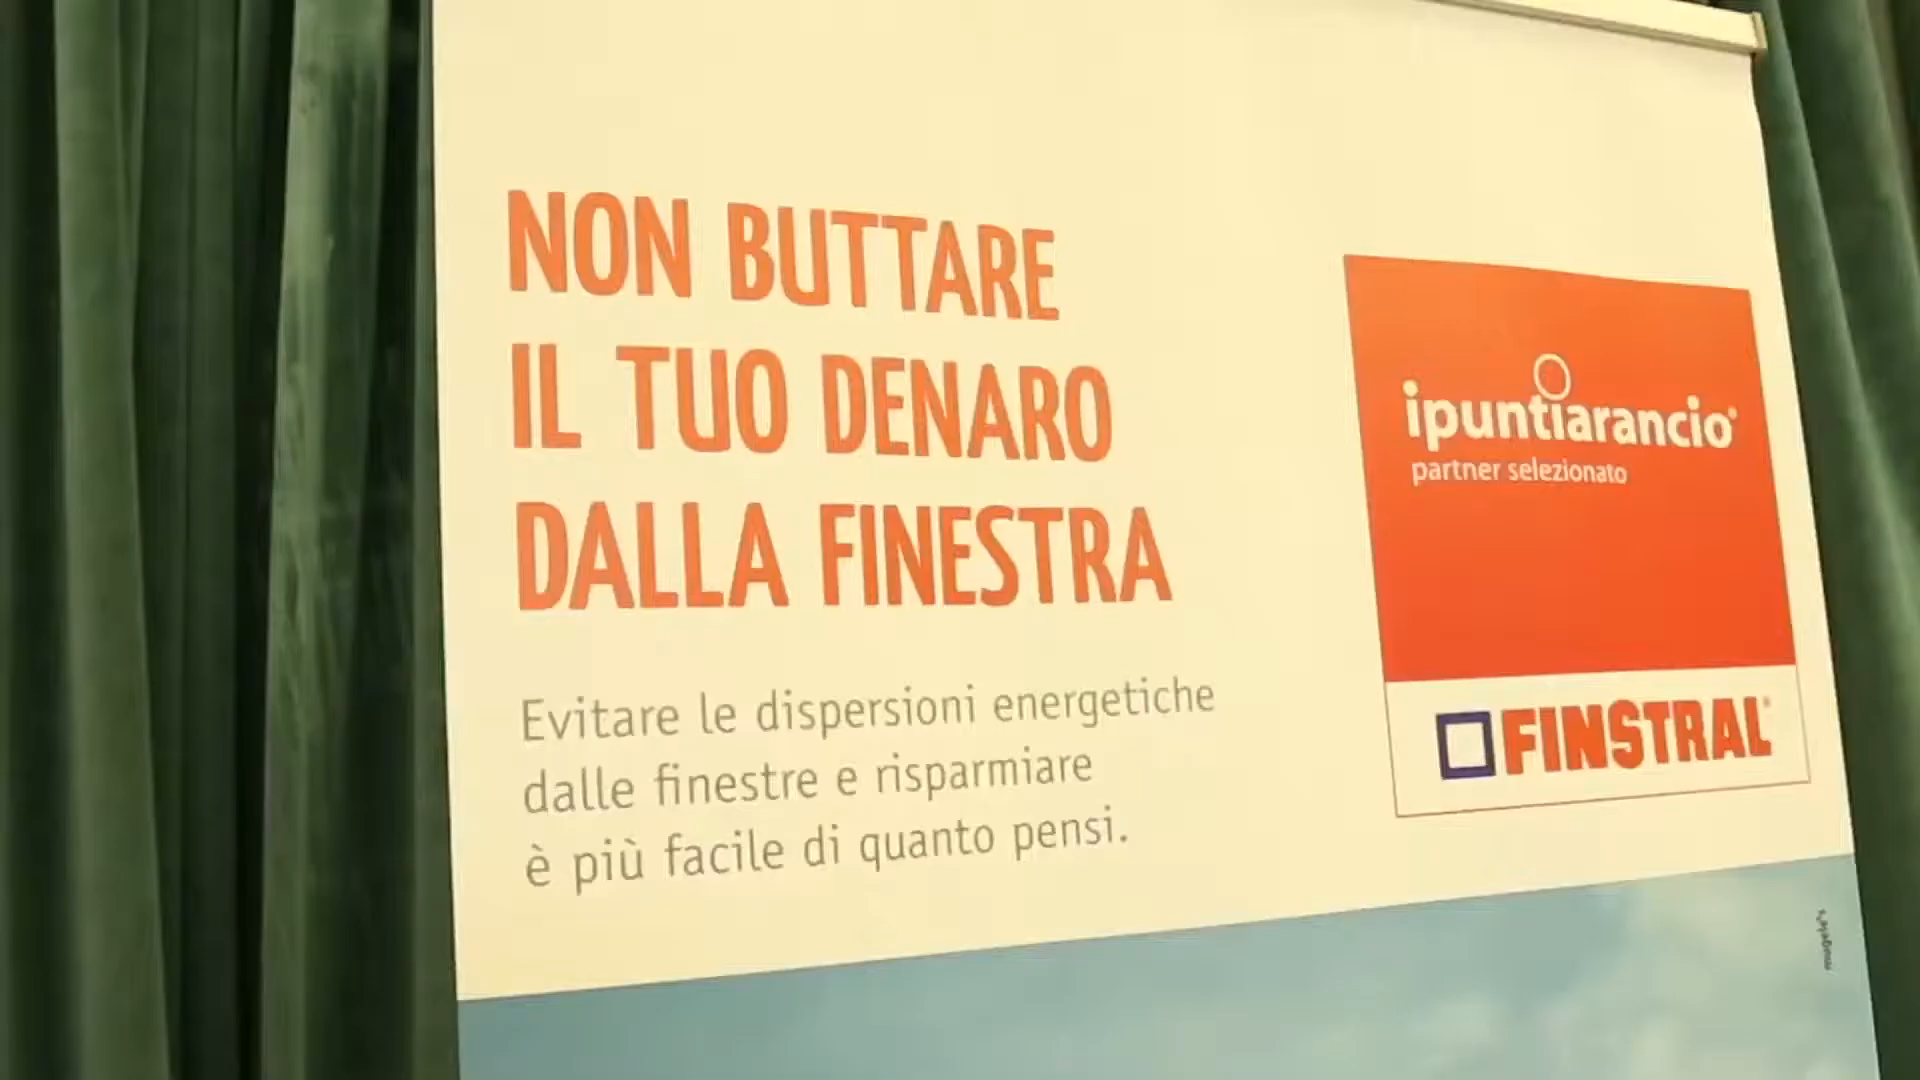 NON BUTTARE
IL TUO DENARO
DALLA FINESTRA
Evitare le dispersioni energetiche
dalle finestre e risparmiare
è più facile di quanto pensi.
ipuntiarancio®
partner selezionato
FINSTRAL®